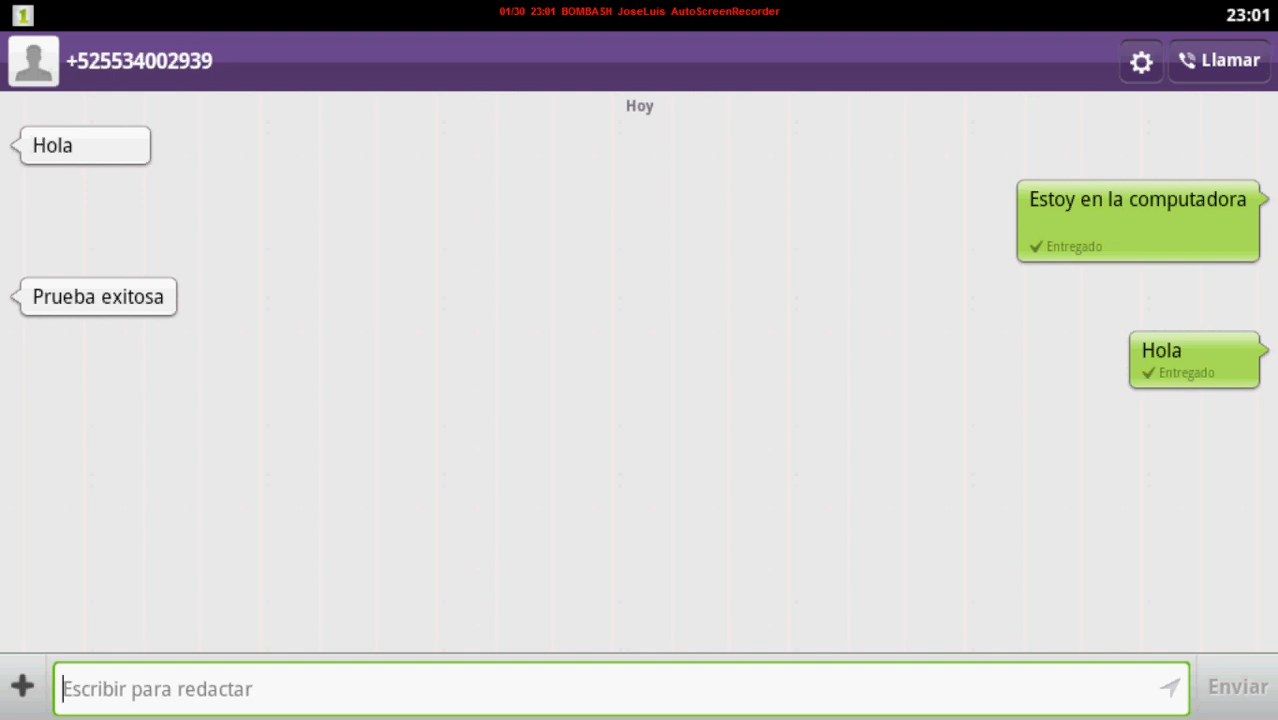 1
01/30 23:01 BOMBASH JoseLuis AutoScreenRecorder
23:01
+525534002939
Llamar
Hoy
Hola
Estoy en la computadora
Entregado
Prueba exitosa
Hola
Entregado
Escribir para redactar
Enviar